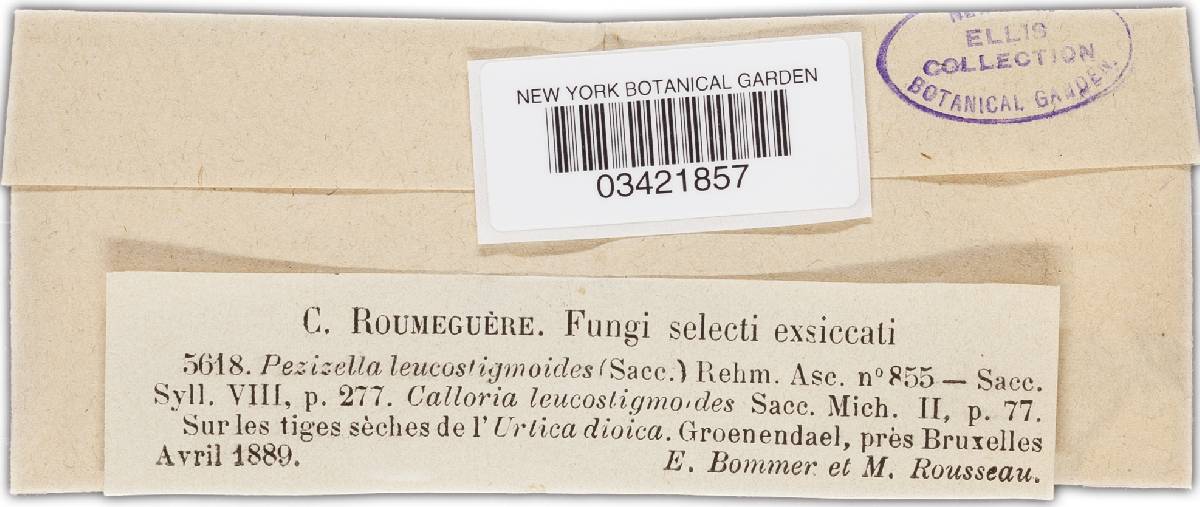 ELLIS
COLLECTION
BOTANICAL GARDEN.
NEW YORK BOTANICAL GARDEN
03421857
C. ROUMEGUÈRE. Fungi selecti exsiccati
5618. Pezizella leucostigmoides (Sacc.) Rehm. Asc. nº 855 — Sacc.
Syll. VIII, p. 277. Calloria leucostigmoides Sacc. Mich. II, p. 77.
Sur les tiges sèches de l'Urtica dioica. Groenendael, près Bruxelles
Avril 1889. E. Bommer et M. Rousseau.